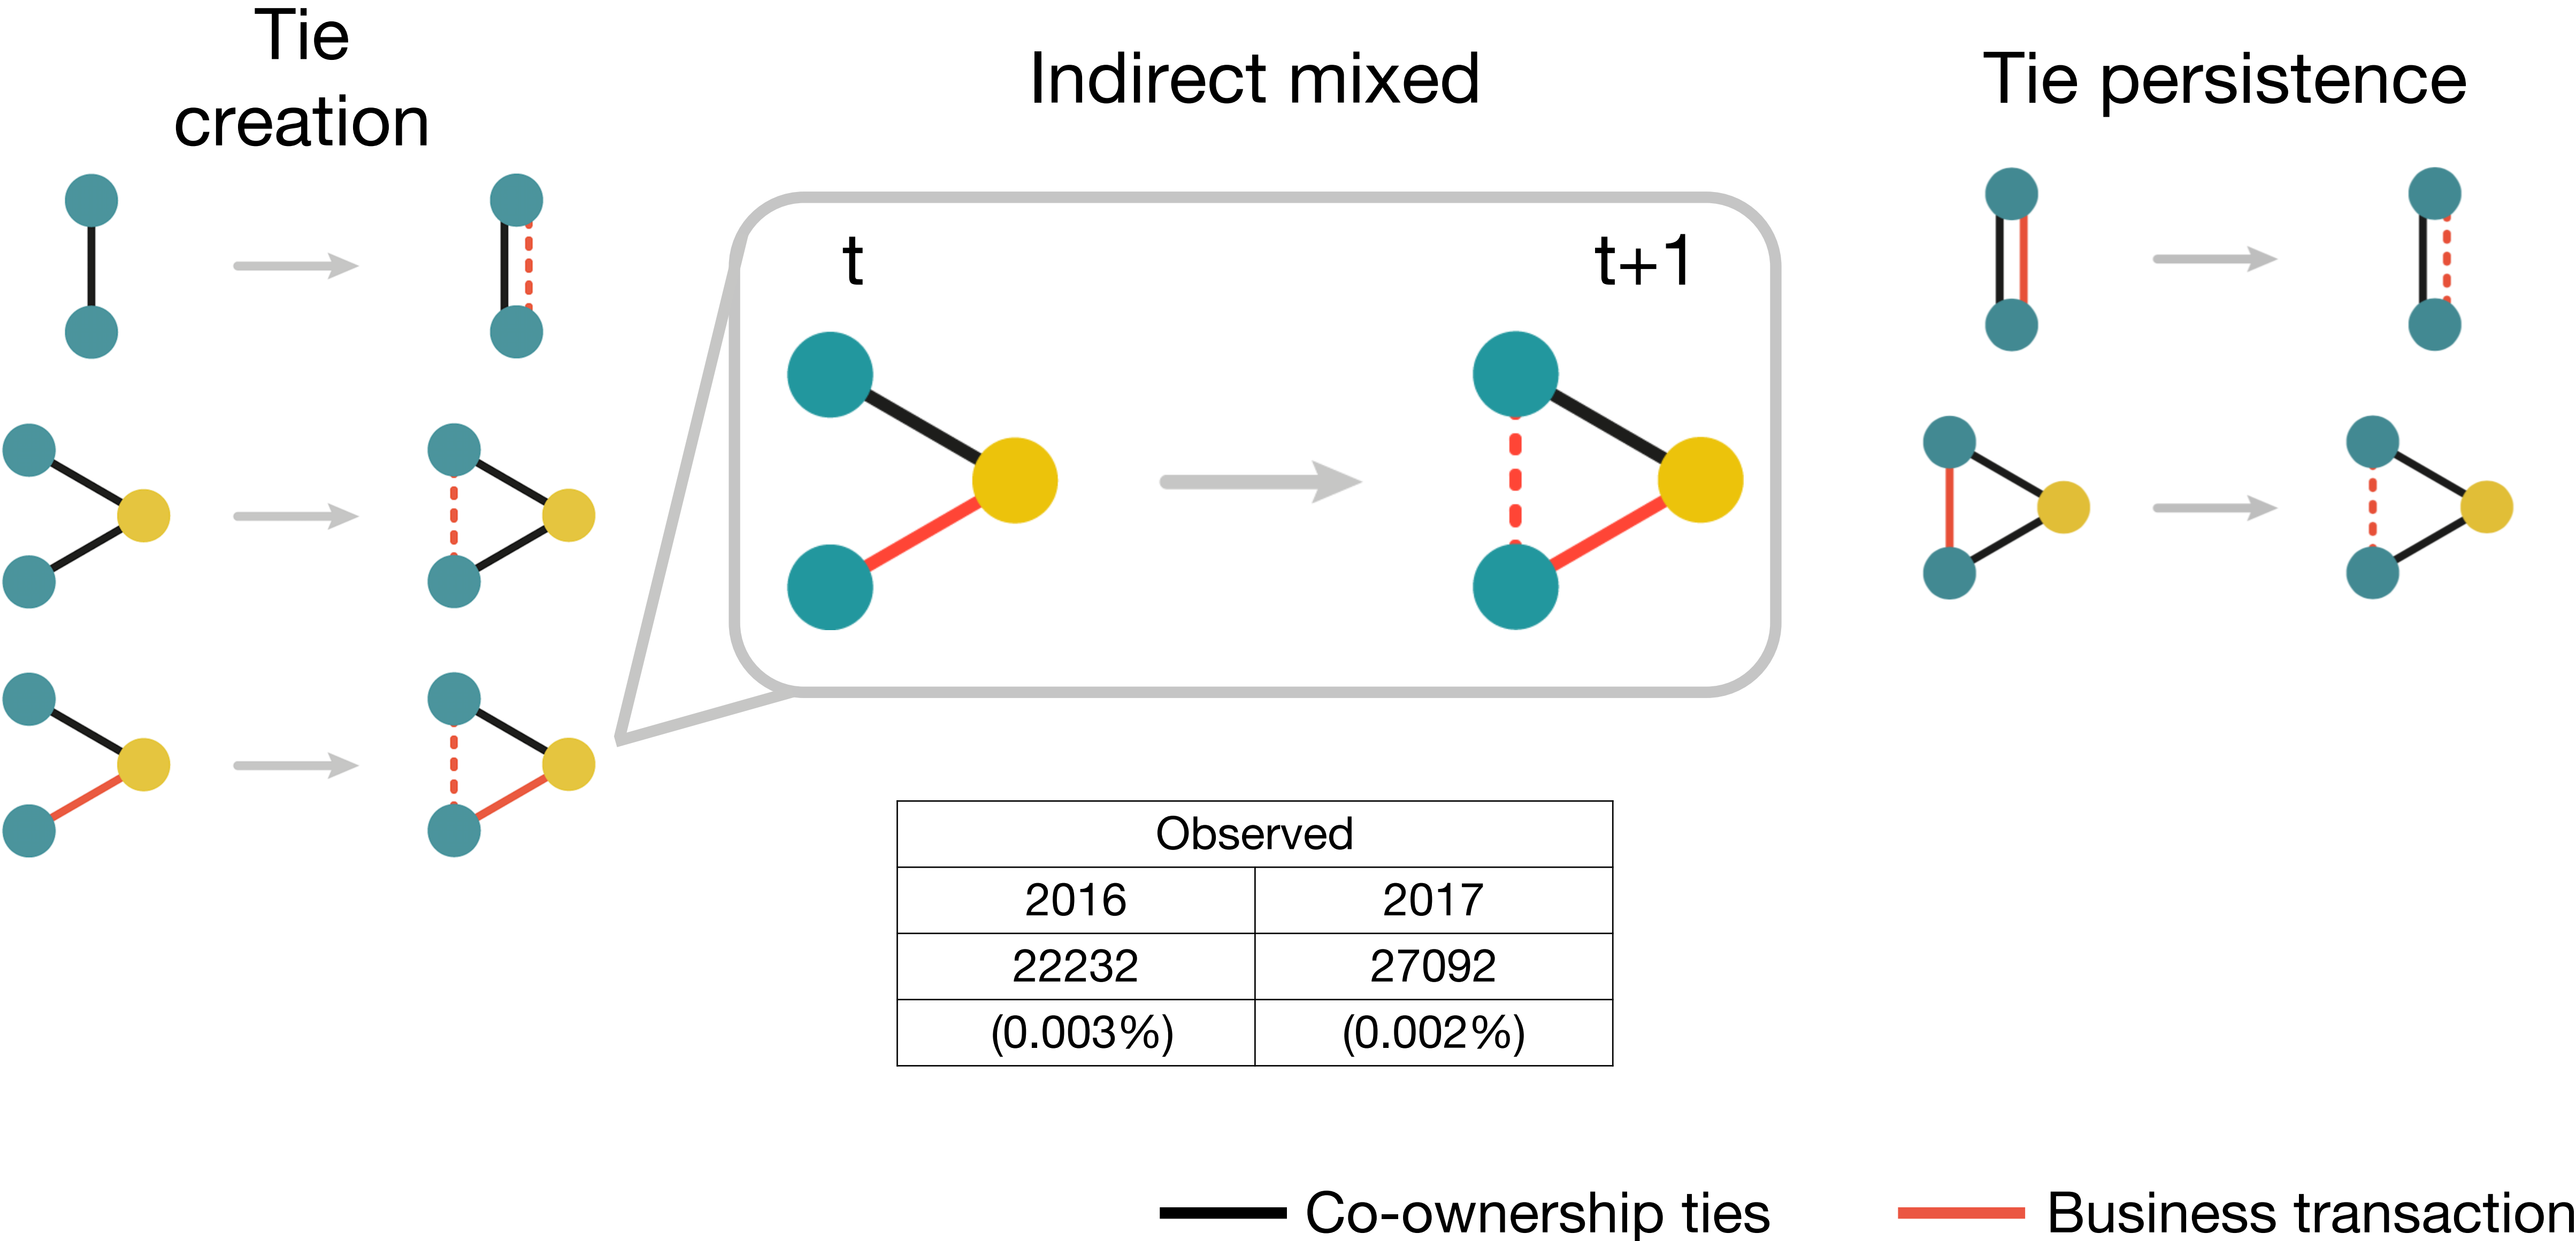 Tie
creation
Indirect mixed
Tie persistence
t
t+1
Observed
2016 2017
22232 27092
(0.003%) (0.002%)
Co-ownership ties
Business transaction